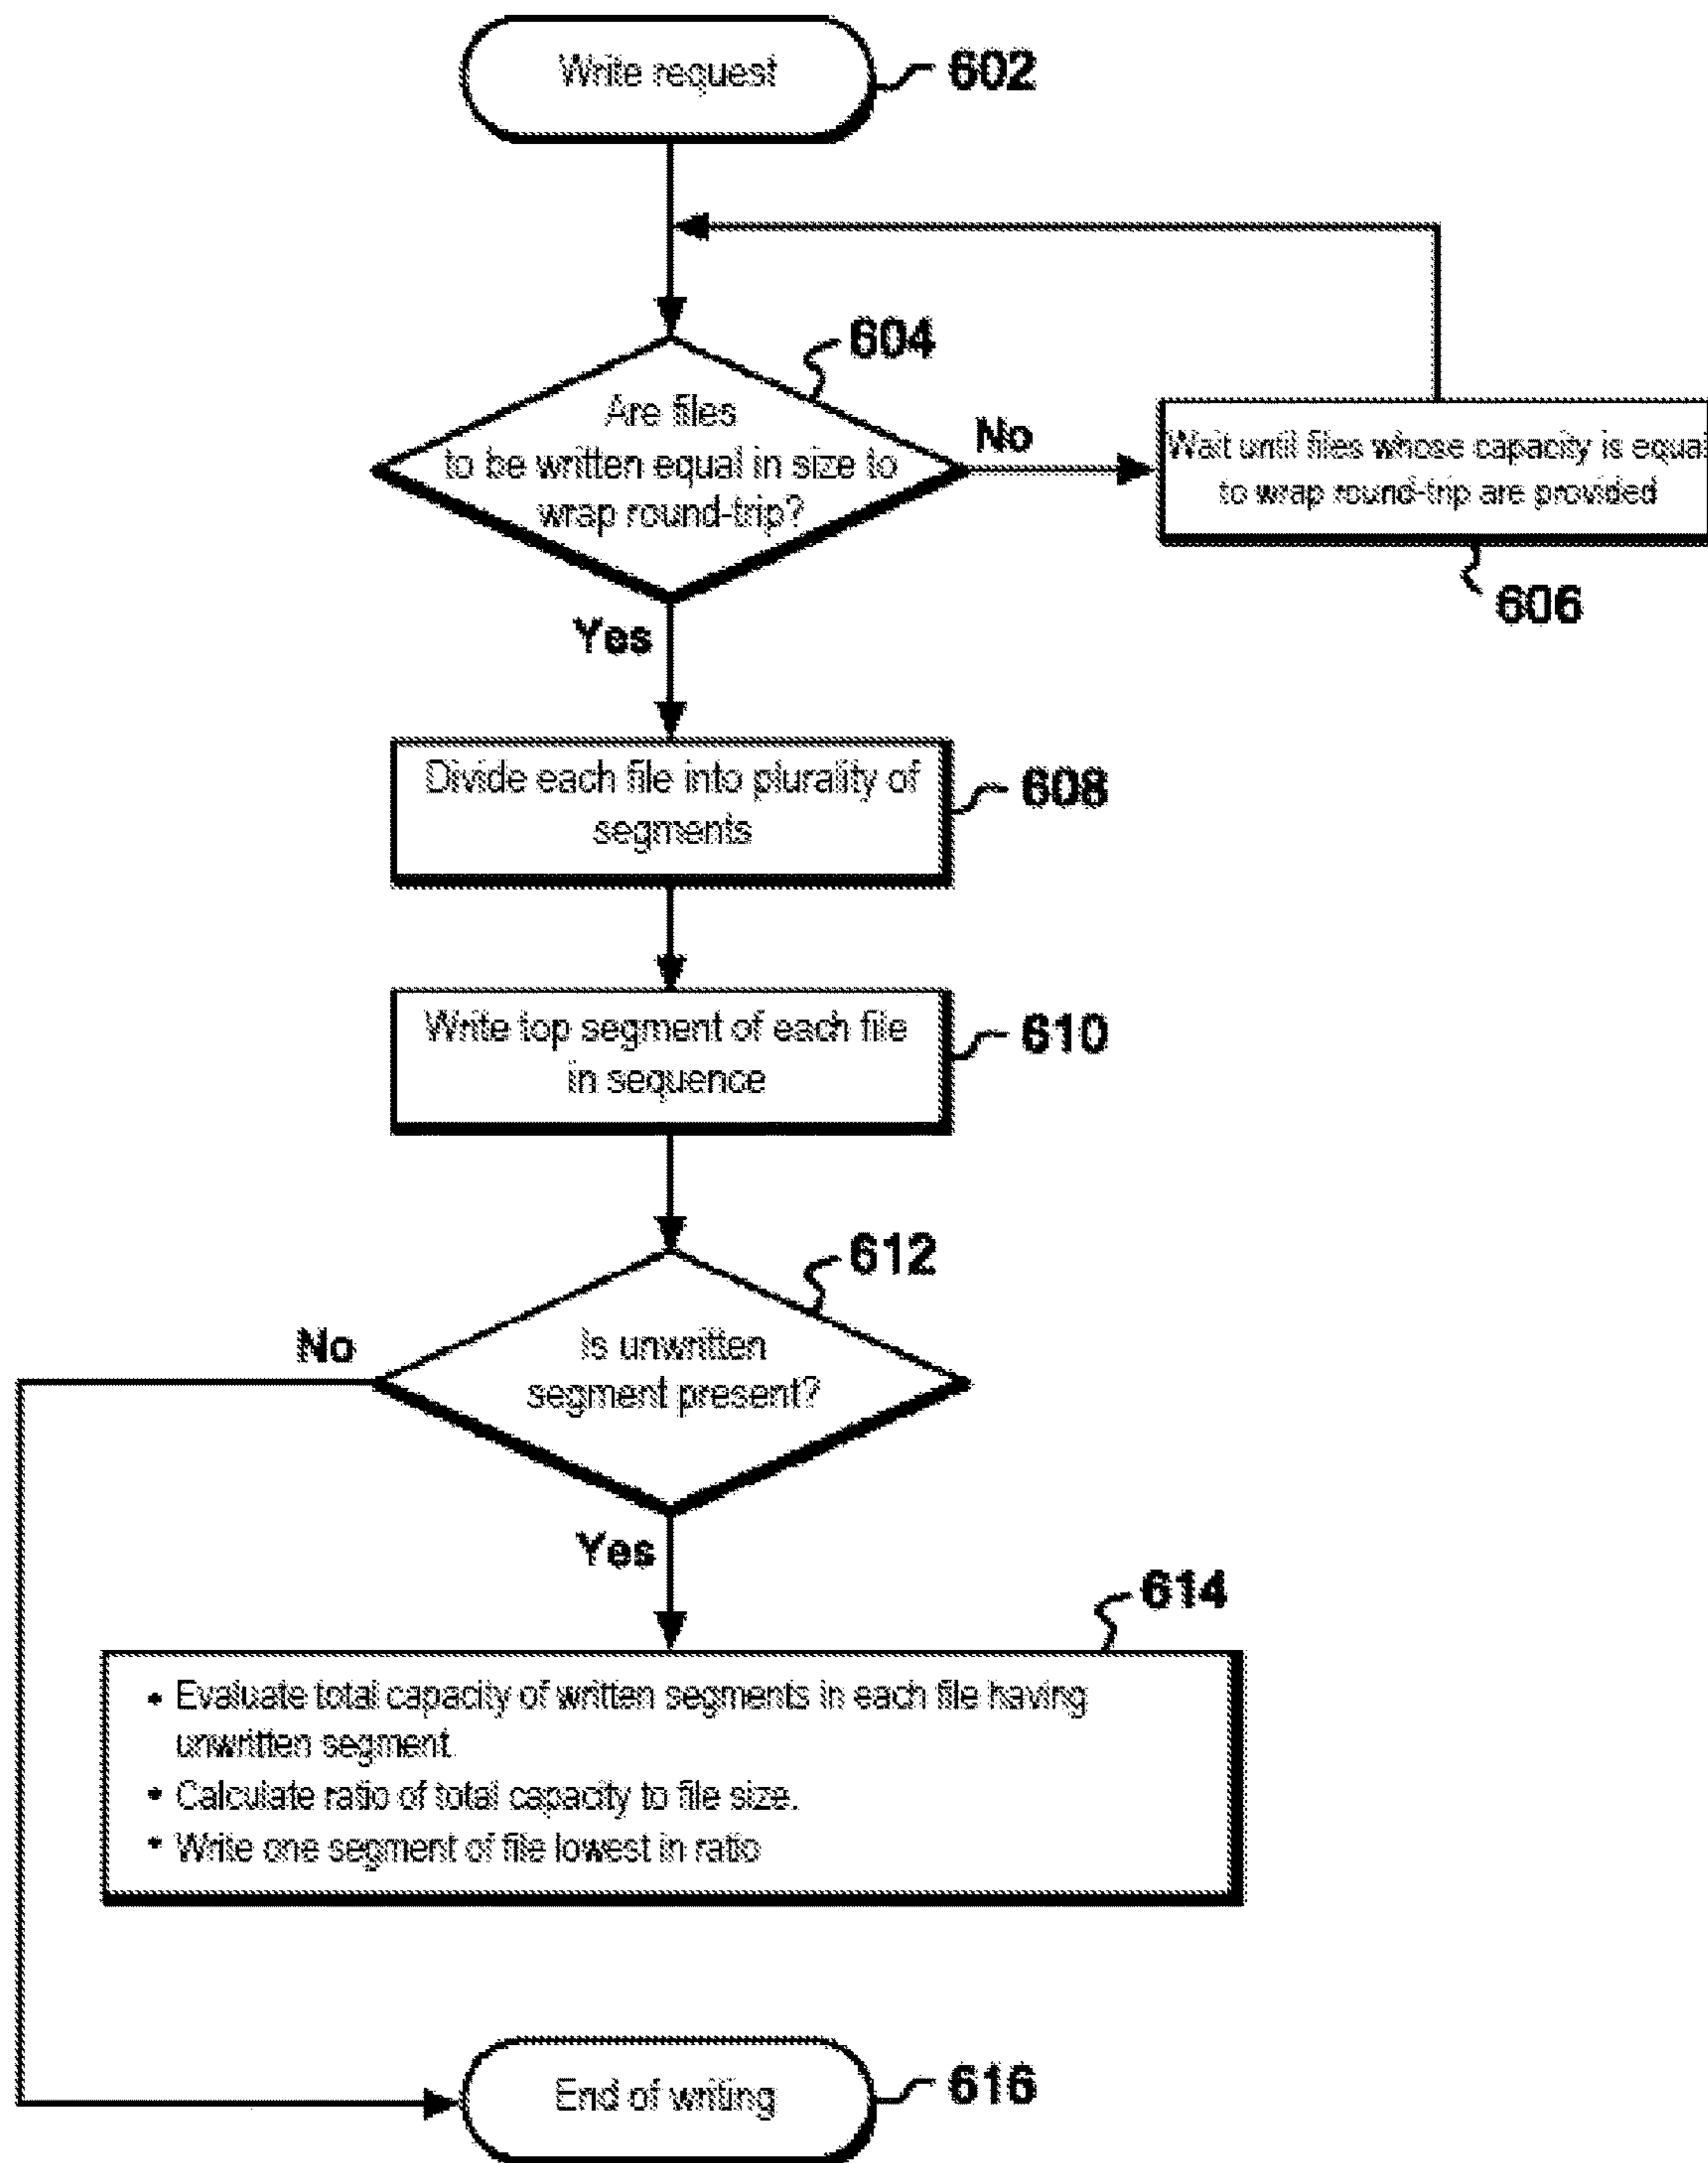 Write request
602
604
Are files
to be written equal in size to
wrap round-trip?
No
Wait until files whose capacity is equa
to wrap round-trip are provided
606
Yes
Divide each file into plurality of
segments
608
Write top segment of each file
in sequence
610
612
No
Is unwritten
segment present?
Yes
614
• Evaluate total capacity of written segments in each file having
unwritten segment.
• Calculate ratio of total capacity to file size.
• Write one segment of file lowest in ratio
End of writing
616